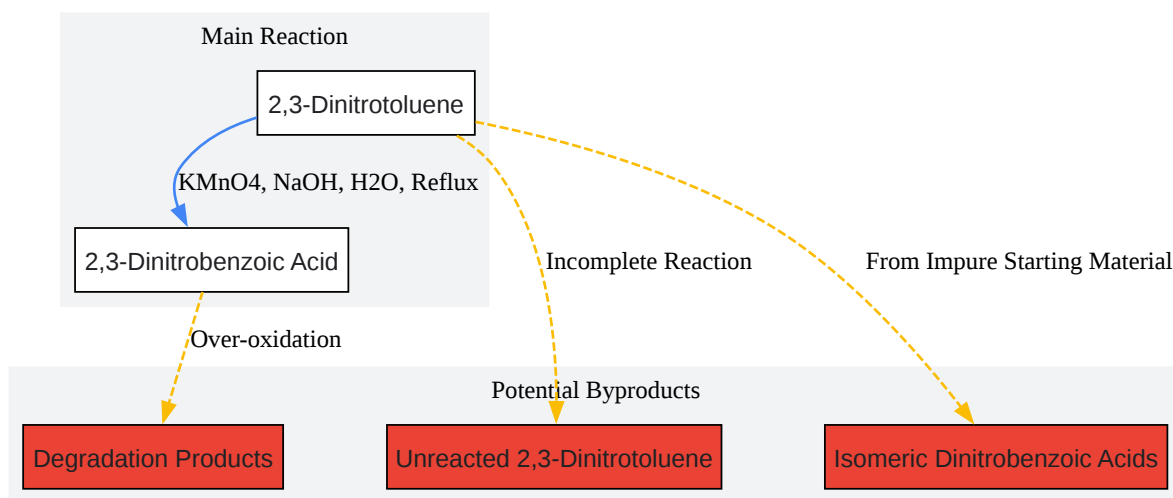 Main Reaction
2,3-Dinitrotoluene
KMnO4, NaOH, H2O, Reflux
2,3-Dinitrobenzoic Acid
Incomplete Reaction
From Impure Starting Material
Over-oxidation
Potential Byproducts
Degradation Products
Unreacted 2,3-Dinitrotoluene
Isomeric Dinitrobenzoic Acids